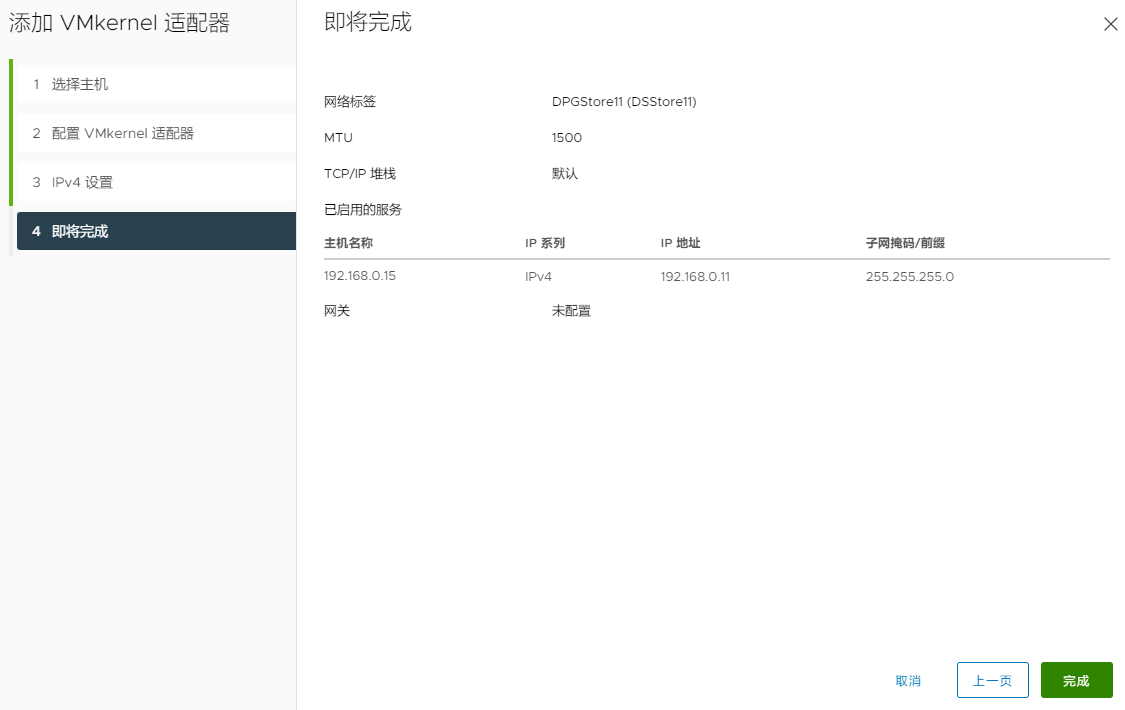 添加 VMkernel 适配器
1 选择主机
2 配置 VMkernel 适配器
3 IPv4 设置
4 即将完成
即将完成
网络标签 DPGStore11 (DSStore11)
MTU 1500
TCP/IP 堆栈 默认
已启用的服务
主机名称 IP 系列 IP 地址 子网掩码/前缀
192.168.0.15 IPv4 192.168.0.11 255.255.255.0
网关 未配置
取消 上一页 完成